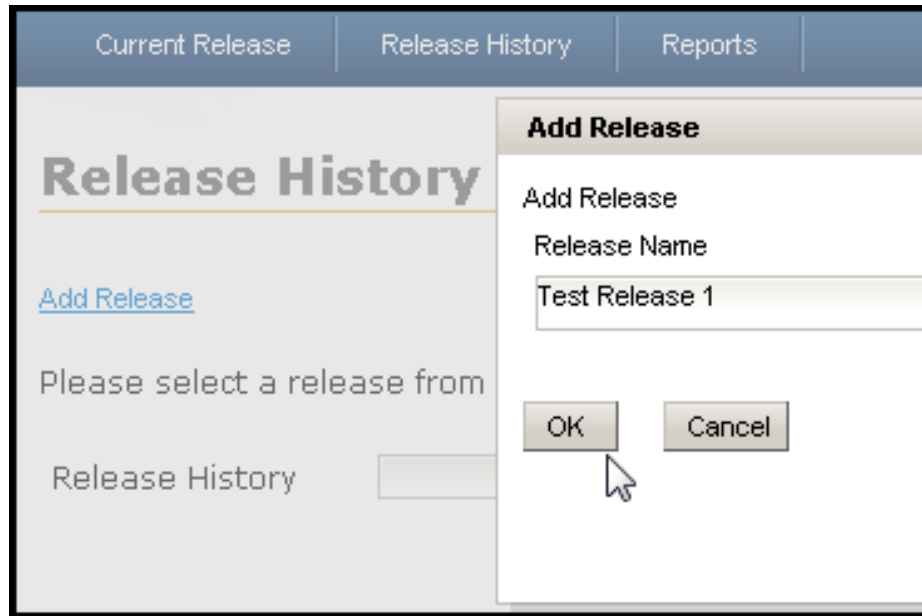 Current Release Release History Reports
Release History
Add Release
Please select a release from
Release History
Add Release
Add Release
Release Name
Test Release 1
OK Cancel